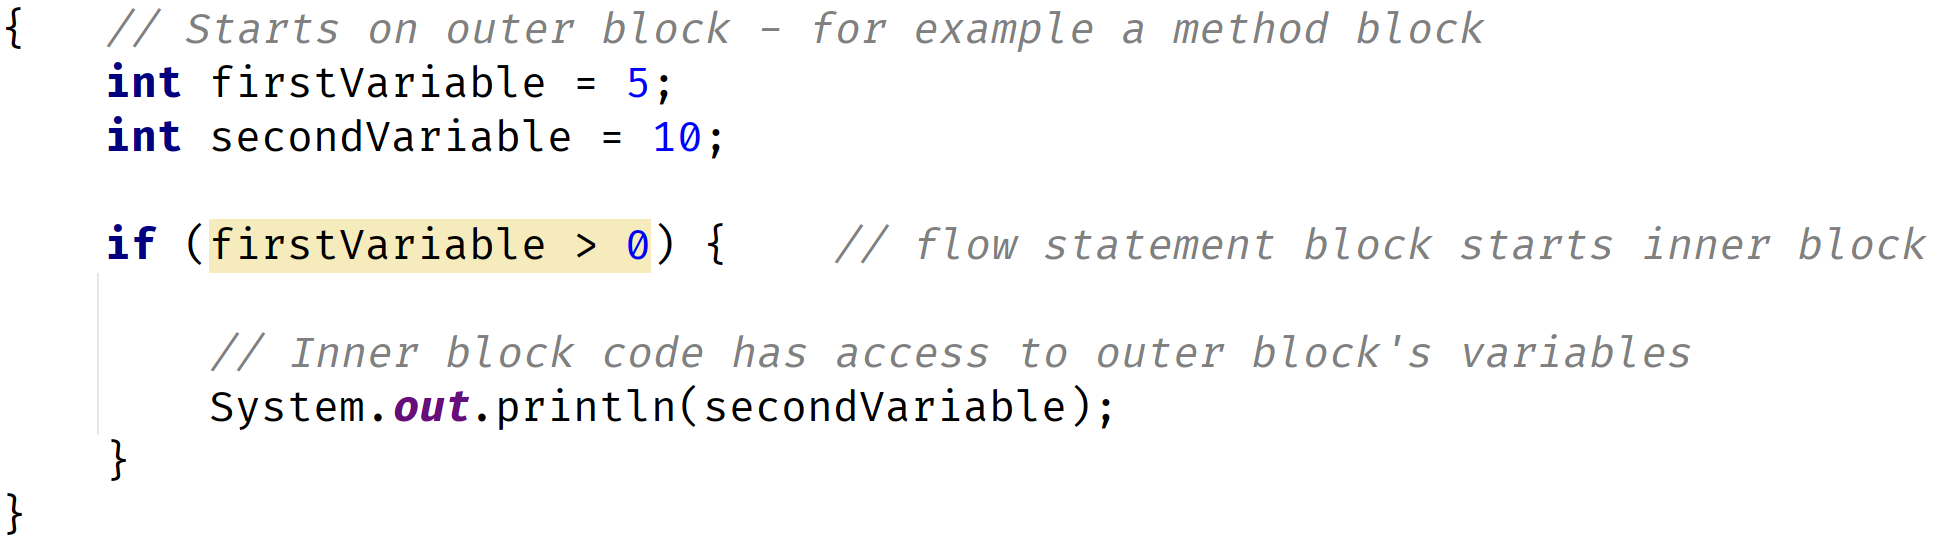 {   // Starts on outer block – for example a method block
    int firstVariable = 5;
    int secondVariable = 10;

    if (firstVariable > 0) {    // flow statement block starts inner block

        // Inner block code has access to outer block's variables
        System.out.println(secondVariable);
    }
}